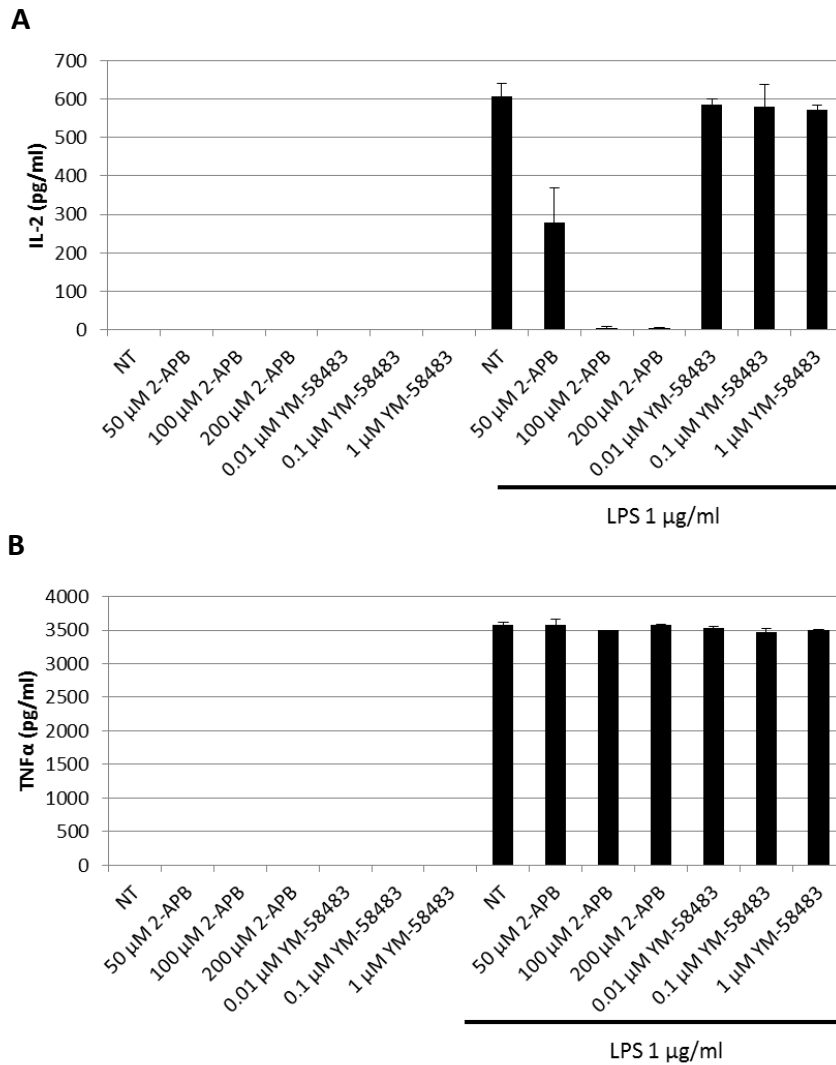 A
700
600
500
400
300
200
100
0
IL-2 (pg/ml)
NT
50 μM 2-APB
100 μM 2-APB
200 μM 2-APB
0.01 μM YM-58483
0.1 μM YM-58483
1 μM YM-58483
NT
50 μM 2-APB
100 μM 2-APB
200 μM 2-APB
0.01 μM YM-58483
0.1 μM YM-58483
1 μM YM-58483
LPS 1 μg/ml
B
4000
3500
3000
2500
2000
1500
1000
500
0
TNFα (pg/ml)
NT
50 μM 2-APB
100 μM 2-APB
200 μM 2-APB
0.01 μM YM-58483
0.1 μM YM-58483
1 μM YM-58483
NT
50 μM 2-APB
100 μM 2-APB
200 μM 2-APB
0.01 μM YM-58483
0.1 μM YM-58483
1 μM YM-58483
LPS 1 μg/ml